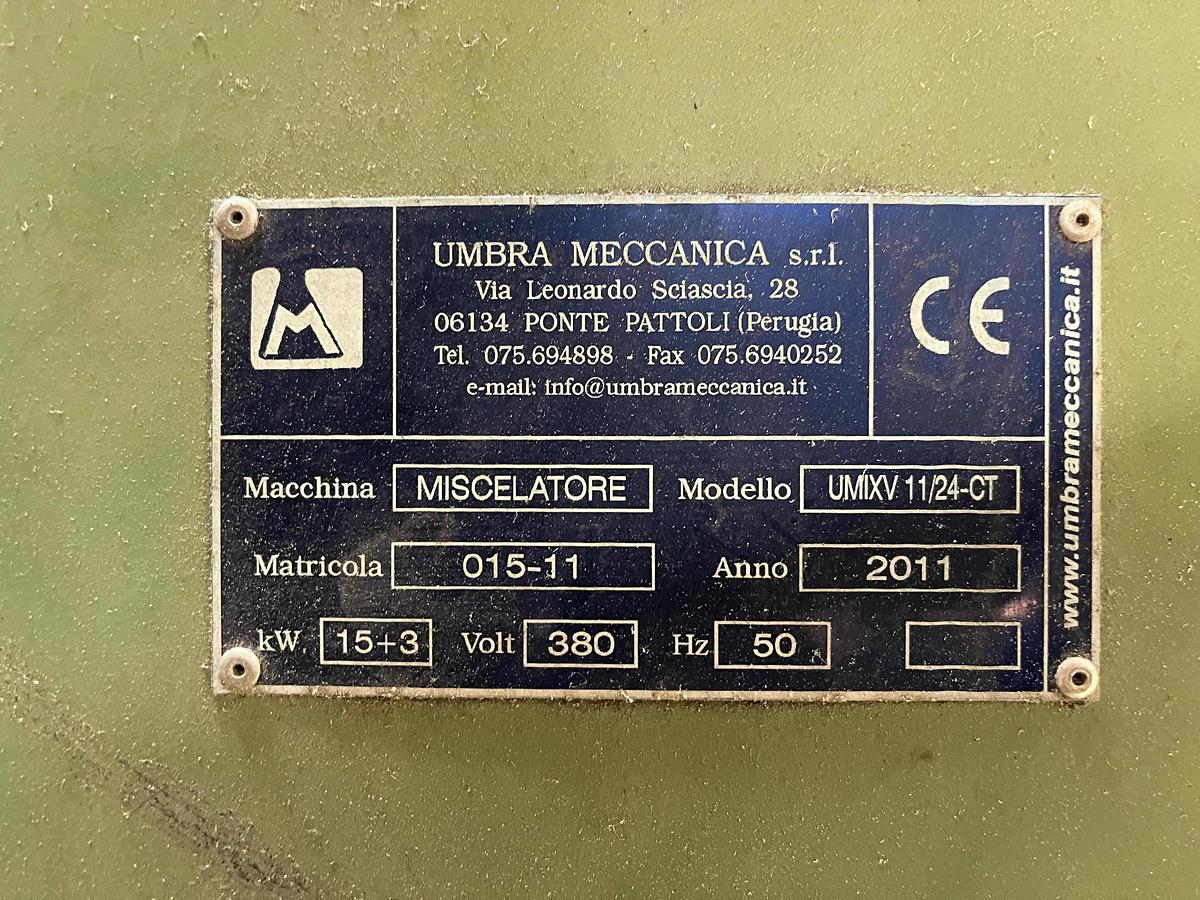 UMBRA MECCANICA s.r.l.
Via Leonardo Sciascia, 28
06134 PONTE PATTOLI (Perugia)
Tel. 075.694898 - Fax 075.6940252
e-mail: info@umbrameccanica.it
CE
www.umbrameccanica.it
Macchina MISCELATORE Modello UMIXV 11/24-CT
Matricola 015-11 Anno 2011
kW 15+3 Volt 380 Hz 50